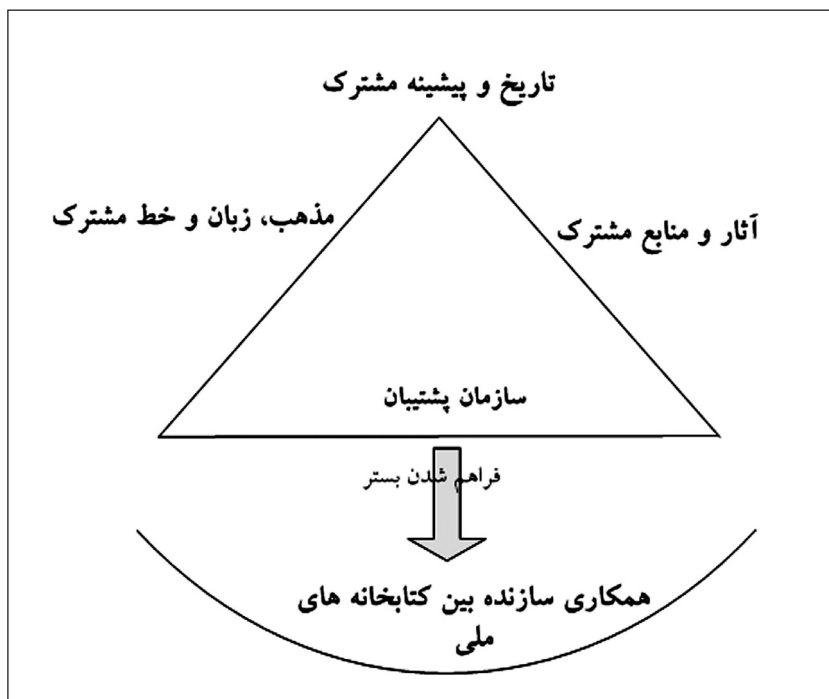 تاریخ و پیشینه مشترک
آثار و منابع مشترک
مذهب، زبان و خط مشترک
سازمان پشتیبان
فراهم شدن بستر
همکاری سازنده بین کتابخانه های
ملی